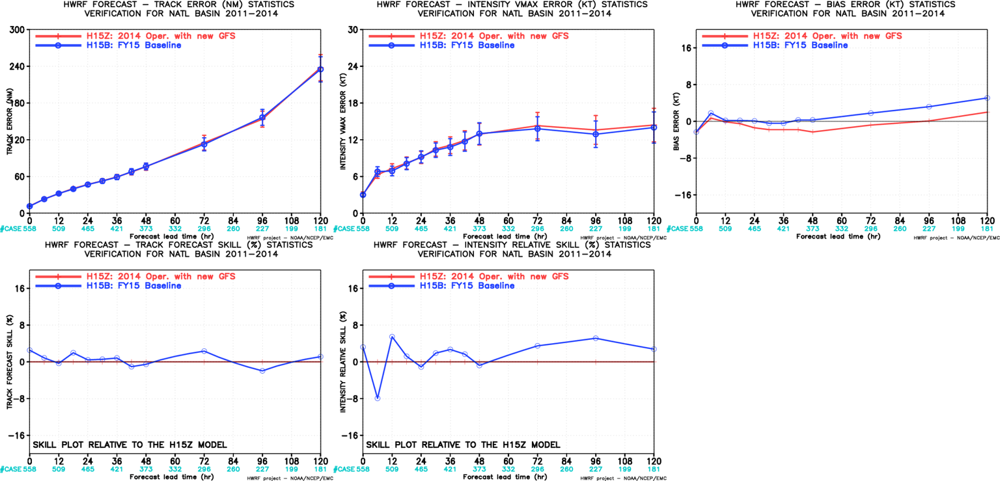 HWRF FORECAST − TRACK ERROR (NM) STATISTICS
VERIFICATION FOR NATL BASIN 2011−2014
H15Z: 2014 Oper. with new GFS
H15B: FY15 Baseline
TRACK ERROR (NM)
300
240
180
120
60
0
0 12 24 36 48 60 72 84 96 108 120
#CASE 558 509 465 421 373 332 296 260 227 199 181
Forecast lead time (hr)
HWRF project − NOAA/NCEP/EMC
HWRF FORECAST − INTENSITY VMAX ERROR (KT) STATISTICS
VERIFICATION FOR NATL BASIN 2011−2014
H15Z: 2014 Oper. with new GFS
H15B: FY15 Baseline
INTENSITY VMAX ERROR (KT)
30
24
18
12
6
0
0 12 24 36 48 60 72 84 96 108 120
#CASE 558 509 465 421 373 332 296 260 227 199 181
Forecast lead time (hr)
HWRF project − NOAA/NCEP/EMC
HWRF FORECAST − BIAS ERROR (KT) STATISTICS
VERIFICATION FOR NATL BASIN 2011−2014
H15Z: 2014 Oper. with new GFS
H15B: FY15 Baseline
BIAS ERROR (KT)
16
8
0
−8
−16
0 12 24 36 48 60 72 84 96 108 120
#CASE 558 509 465 421 373 332 296 260 227 199 181
Forecast lead time (hr)
HWRF project − NOAA/NCEP/EMC
HWRF FORECAST − TRACK FORECAST SKILL (%) STATISTICS
VERIFICATION FOR NATL BASIN 2011−2014
H15Z: 2014 Oper. with new GFS
H15B: FY15 Baseline
TRACK FORECAST SKILL (%)
16
8
0
−8
−16
SKILL PLOT RELATIVE TO THE H15Z MODEL
0 12 24 36 48 60 72 84 96 108 120
#CASE 558 509 465 421 373 332 296 260 227 199 181
Forecast lead time (hr)
HWRF project − NOAA/NCEP/EMC
HWRF FORECAST − INTENSITY RELATIVE SKILL (%) STATISTICS
VERIFICATION FOR NATL BASIN 2011−2014
H15Z: 2014 Oper. with new GFS
H15B: FY15 Baseline
INTENSITY RELATIVE SKILL (%)
16
8
0
−8
−16
SKILL PLOT RELATIVE TO THE H15Z MODEL
0 12 24 36 48 60 72 84 96 108 120
#CASE 558 509 465 421 373 332 296 260 227 199 181
Forecast lead time (hr)
HWRF project − NOAA/NCEP/EMC